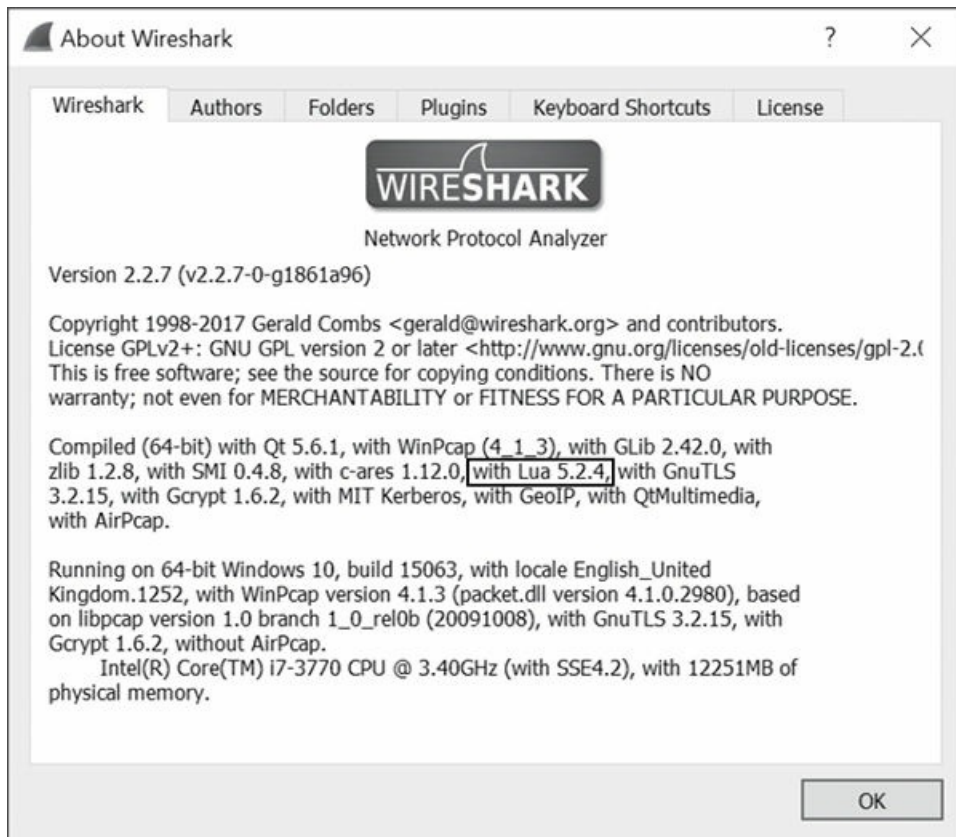 About Wireshark
?
Wireshark
Authors
Folders
Plugins
Keyboard Shortcuts
License
WIRESHARK
Network Protocol Analyzer
Version 2.2.7 (v2.2.7-0-g1861a96)
Copyright 1998-2017 Gerald Combs <gerald@wireshark.org> and contributors.
License GPLv2+: GNU GPL version 2 or later <http://www.gnu.org/licenses/old-licenses/gpl-2.(
This is free software; see the source for copying conditions. There is NO
warranty; not even for MERCHANTABILITY or FITNESS FOR A PARTICULAR PURPOSE.
Compiled (64-bit) with Qt 5.6.1, with WinPcap (4_1_3), with GLib 2.42.0, with
zlib 1.2.8, with SMI 0.4.8, with c-ares 1.12.0, with Lua 5.2.4, with GnuTLS
3.2.15, with Gcrypt 1.6.2, with MIT Kerberos, with GeoIP, with QtMultimedia,
with AirPcap.
Running on 64-bit Windows 10, build 15063, with locale English_United
Kingdom.1252, with WinPcap version 4.1.3 (packet.dll version 4.1.0.2980), based
on libpcap version 1.0 branch 1_0_rel0b (20091008), with GnuTLS 3.2.15, with
Gcrypt 1.6.2, without AirPcap.
Intel(R) Core(TM) i7-3770 CPU @ 3.40GHz (with SSE4.2), with 12251MB of
physical memory.
OK